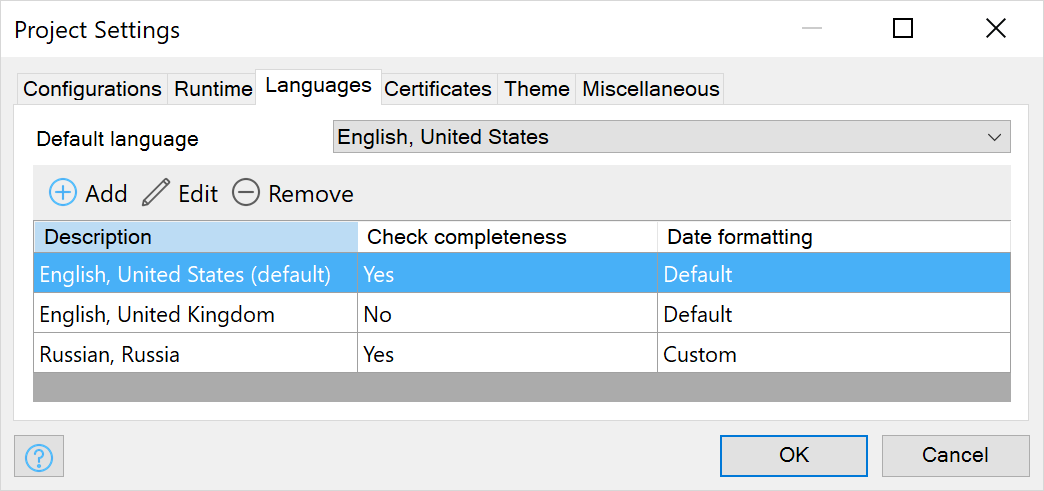 Project Settings
Configurations Runtime Languages Certificates Theme Miscellaneous
Default language English, United States
Add Edit Remove
Description Check completeness Date formatting
English, United States (default) Yes Default
English, United Kingdom No Default
Russian, Russia Yes Custom
? OK Cancel